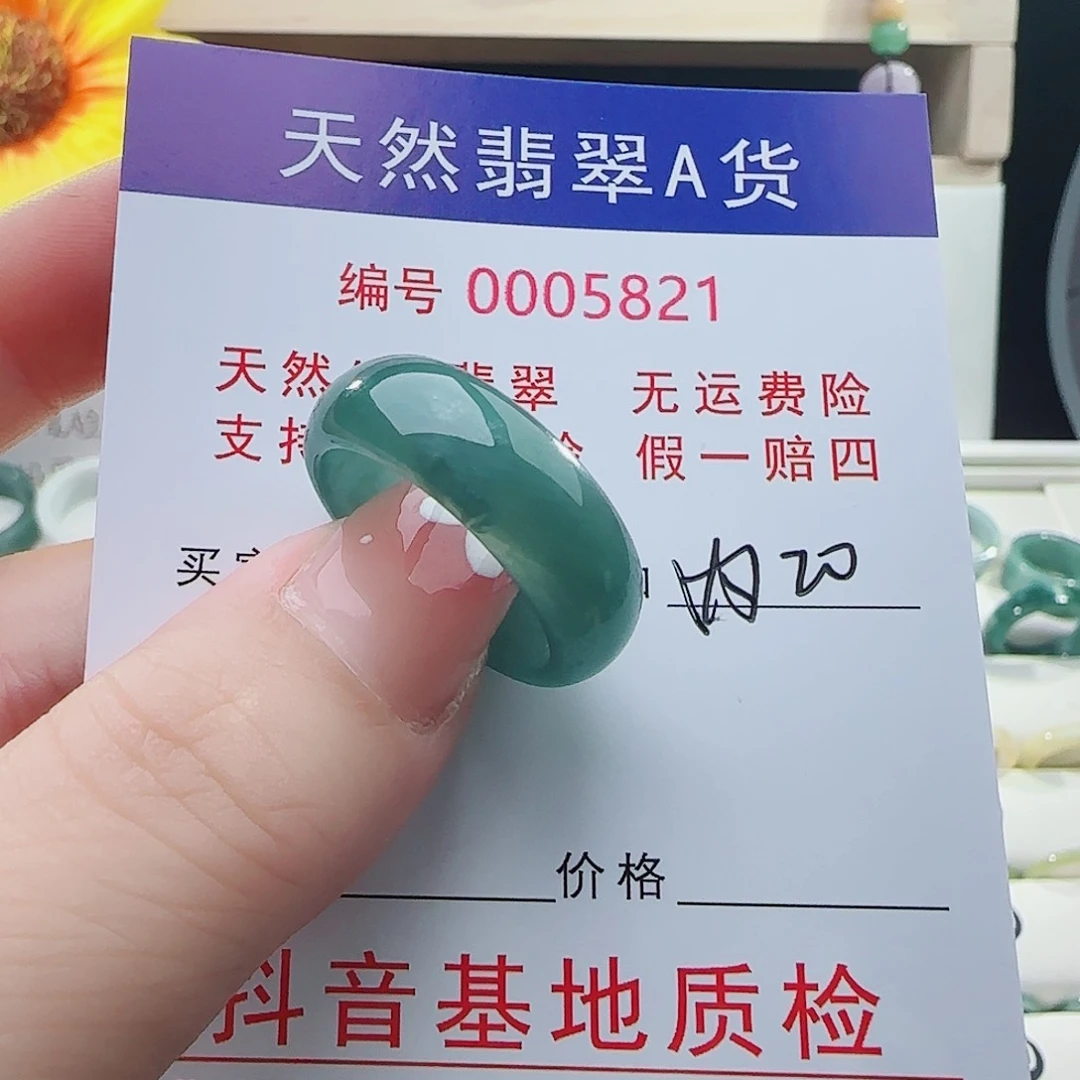 天然翡翠A货
编号 0005821
天然 翡翠 无运费险
支持 假一赔四
买 内20
价格
抖音基地质检